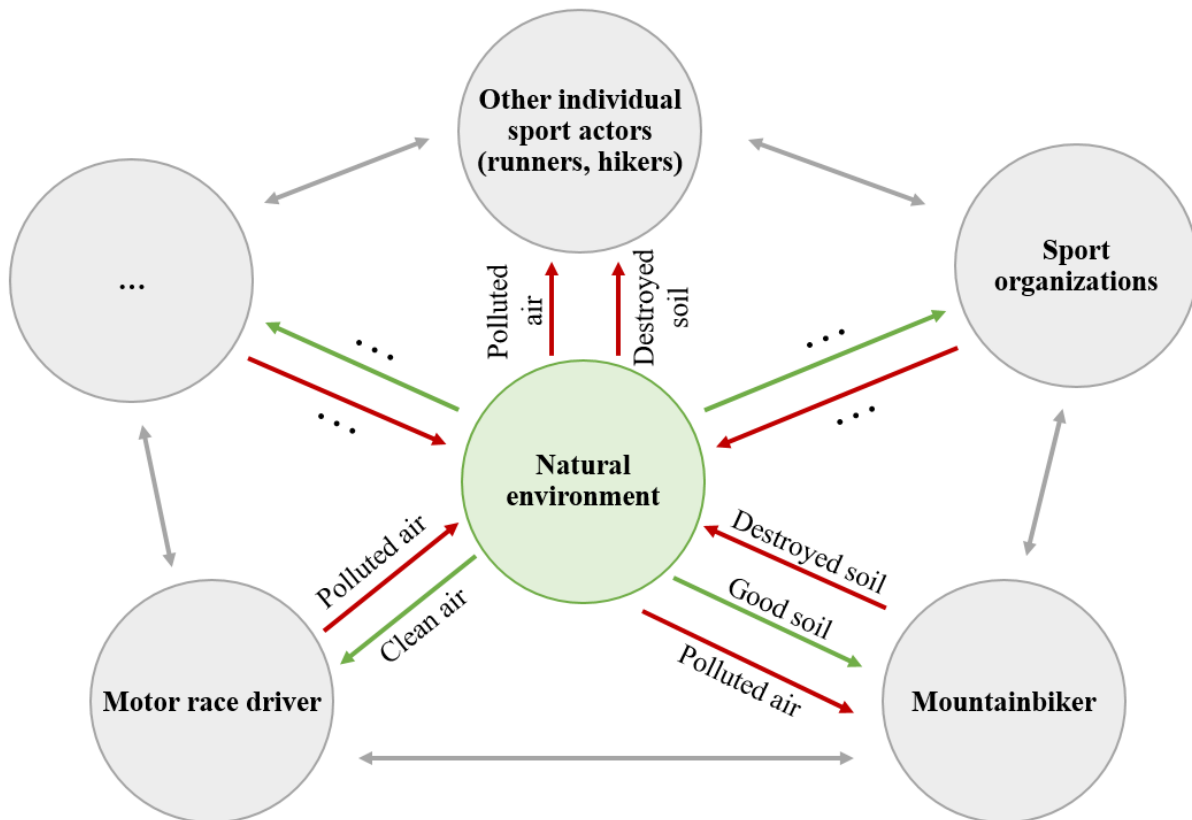 Other individual
sport actors
(runners, hikers)
...
Sport
organizations
Polluted
air
Destroyed
soil
...
...
...
...
Natural
environment
Polluted air
Clean air
Destroyed soil
Good soil
Polluted air
Motor race driver
Mountainbiker